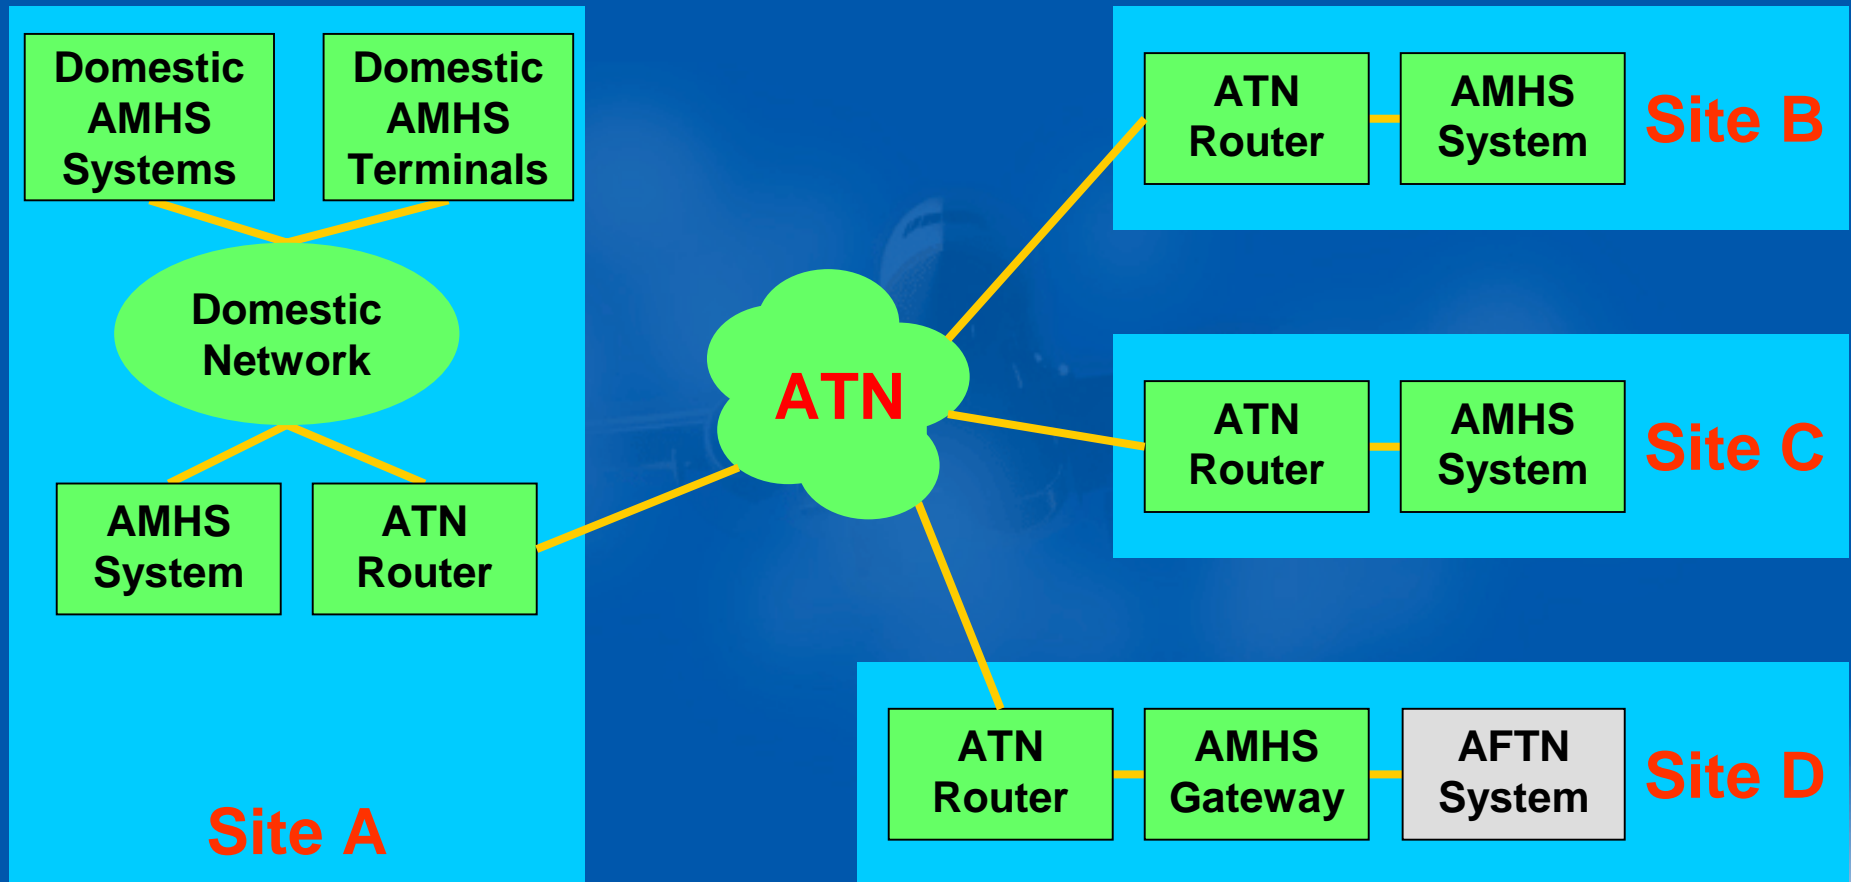 Domestic
AMHS
Systems
Domestic
AMHS
Terminals
Domestic
Network
AMHS
System
ATN
Router
Site A
ATN
ATN
Router
AMHS
System
Site B
ATN
Router
AMHS
System
Site C
ATN
Router
AMHS
Gateway
AFTN
System
Site D